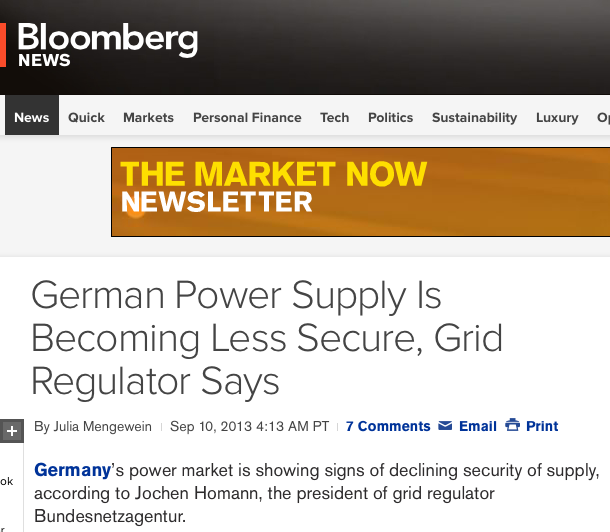 Bloomberg
NEWS
News Quick Markets Personal Finance Tech Politics Sustainability Luxury
THE MARKET NOW
NEWSLETTER
German Power Supply Is
Becoming Less Secure, Grid
Regulator Says
By Julia Mengewein Sep 10, 2013 4:13 AM PT 7 Comments Email Print
Germany's power market is showing signs of declining security of supply,
ok
according to Jochen Homann, the president of grid regulator
Bundesnetzagentur.